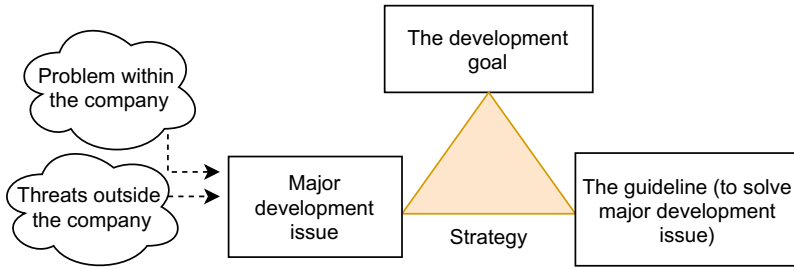 The development
goal
Problem within
the company
Threats outside
the company
Major
development
issue
The guideline (to solve
major development
issue)
Strategy